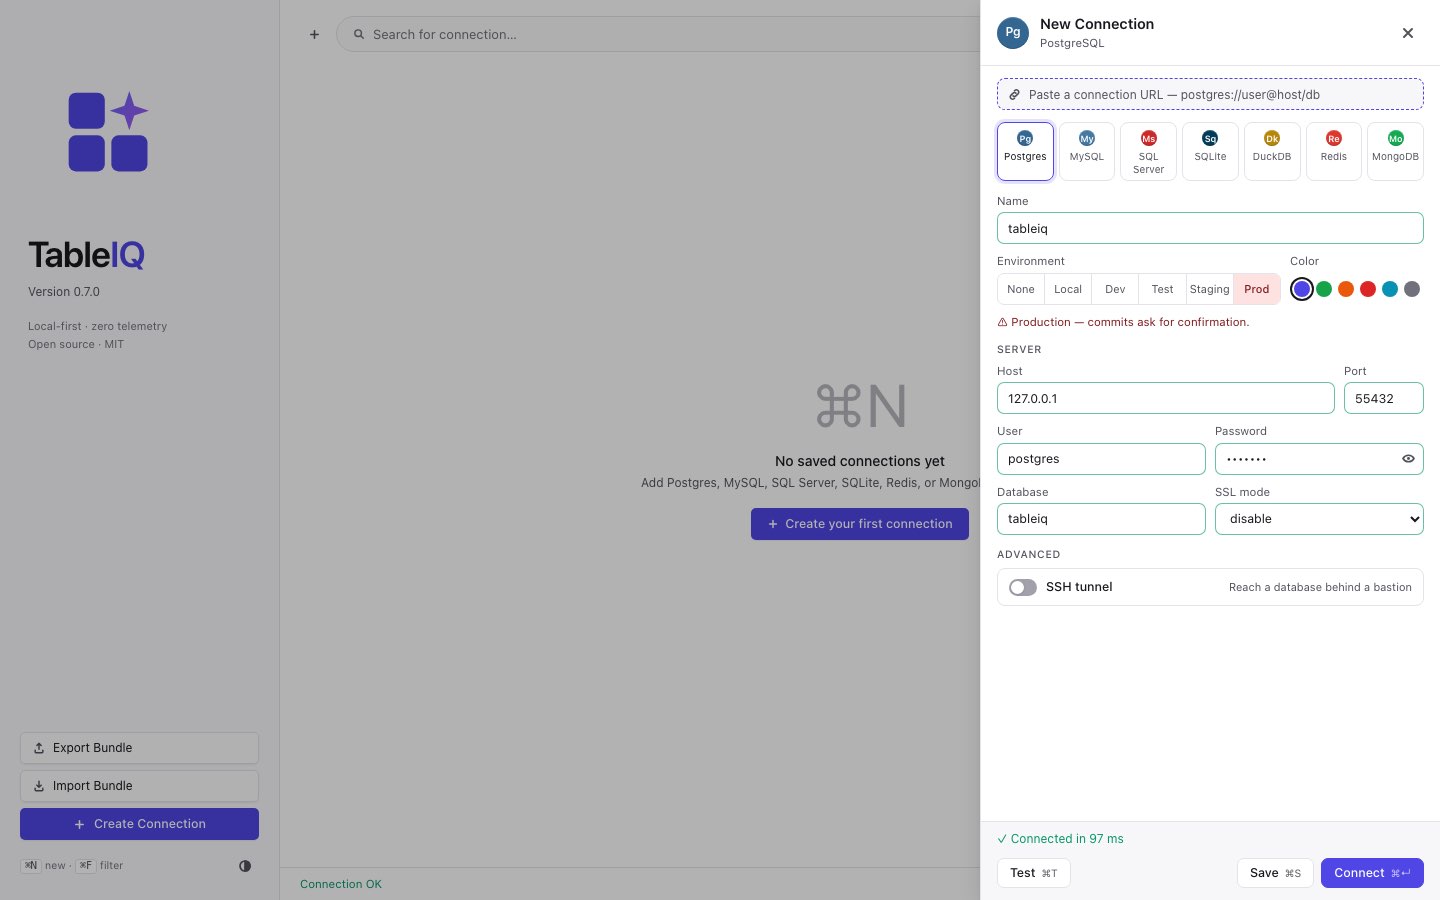 TableIQ
Version 0.7.0
Local-first · zero telemetry
Open source · MIT
Export Bundle
Import Bundle
+ Create Connection
⌘N new · ⌘F filter
+
Search for connection...
⌘N
No saved connections yet
Add Postgres, MySQL, SQL Server, SQLite, Redis, or Mongo
+ Create your first connection
Connection OK
Pg
New Connection
PostgreSQL
Paste a connection URL — postgres://user@host/db
Pg My Ms Sq Dk Re Mo
Postgres MySQL SQL Server SQLite DuckDB Redis MongoDB
Name
tableiq
Environment Color
None Local Dev Test Staging Prod
⚠ Production — commits ask for confirmation.
SERVER
Host Port
127.0.0.1 55432
User Password
postgres •••••••
Database SSL mode
tableiq disable
ADVANCED
SSH tunnel Reach a database behind a bastion
✓ Connected in 97 ms
Test ⌘T Save ⌘S Connect ⌘↵